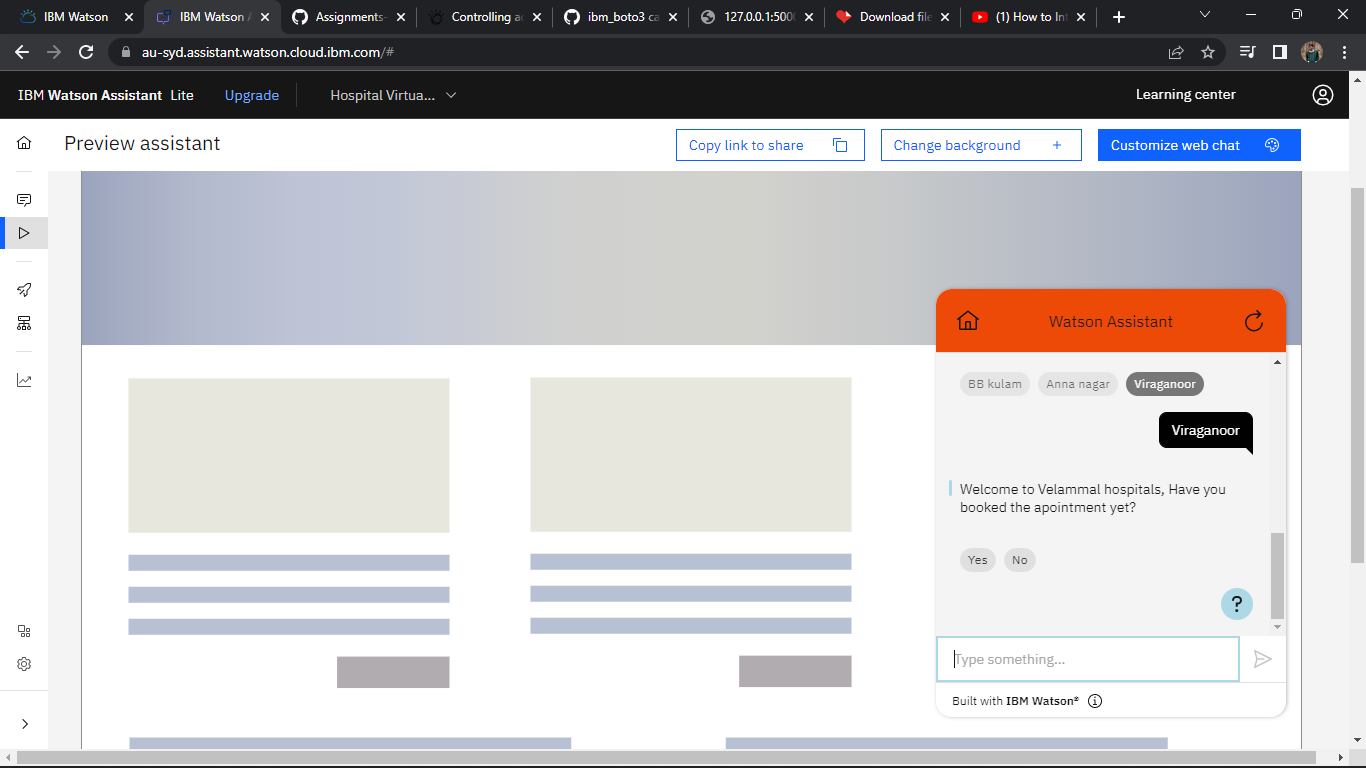 IBM Watson
IBM Watson A
Assignments-
Controlling ac
ibm_boto3 ca
127.0.0.1:5000
Download file
(1) How to Int
au-syd.assistant.watson.cloud.ibm.com/#
IBM Watson Assistant Lite
Upgrade
Hospital Virtua...
Learning center
Preview assistant
Copy link to share
Change background +
Customize web chat
Watson Assistant
BB kulam
Anna nagar
Viraganoor
Viraganoor
Welcome to Velammal hospitals, Have you
booked the apointment yet?
Yes
No
?
Type something...
Built with IBM Watson®